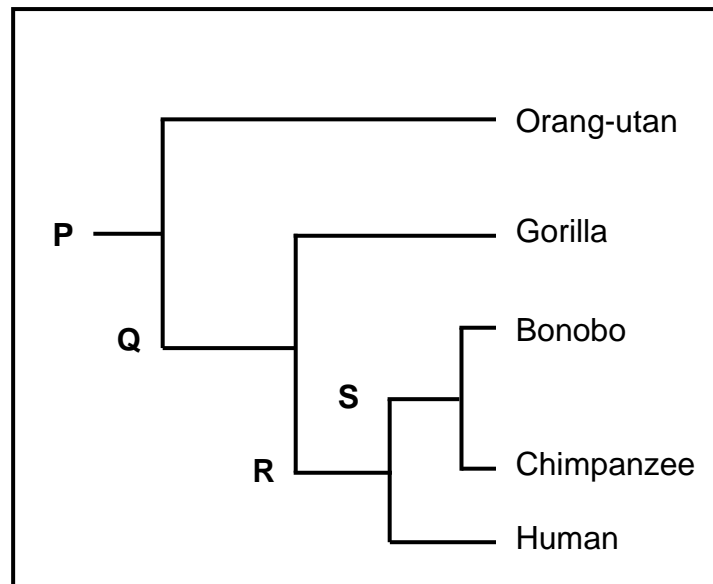 Orang-utan
P
Gorilla
Q
Bonobo
S
R
Chimpanzee
Human